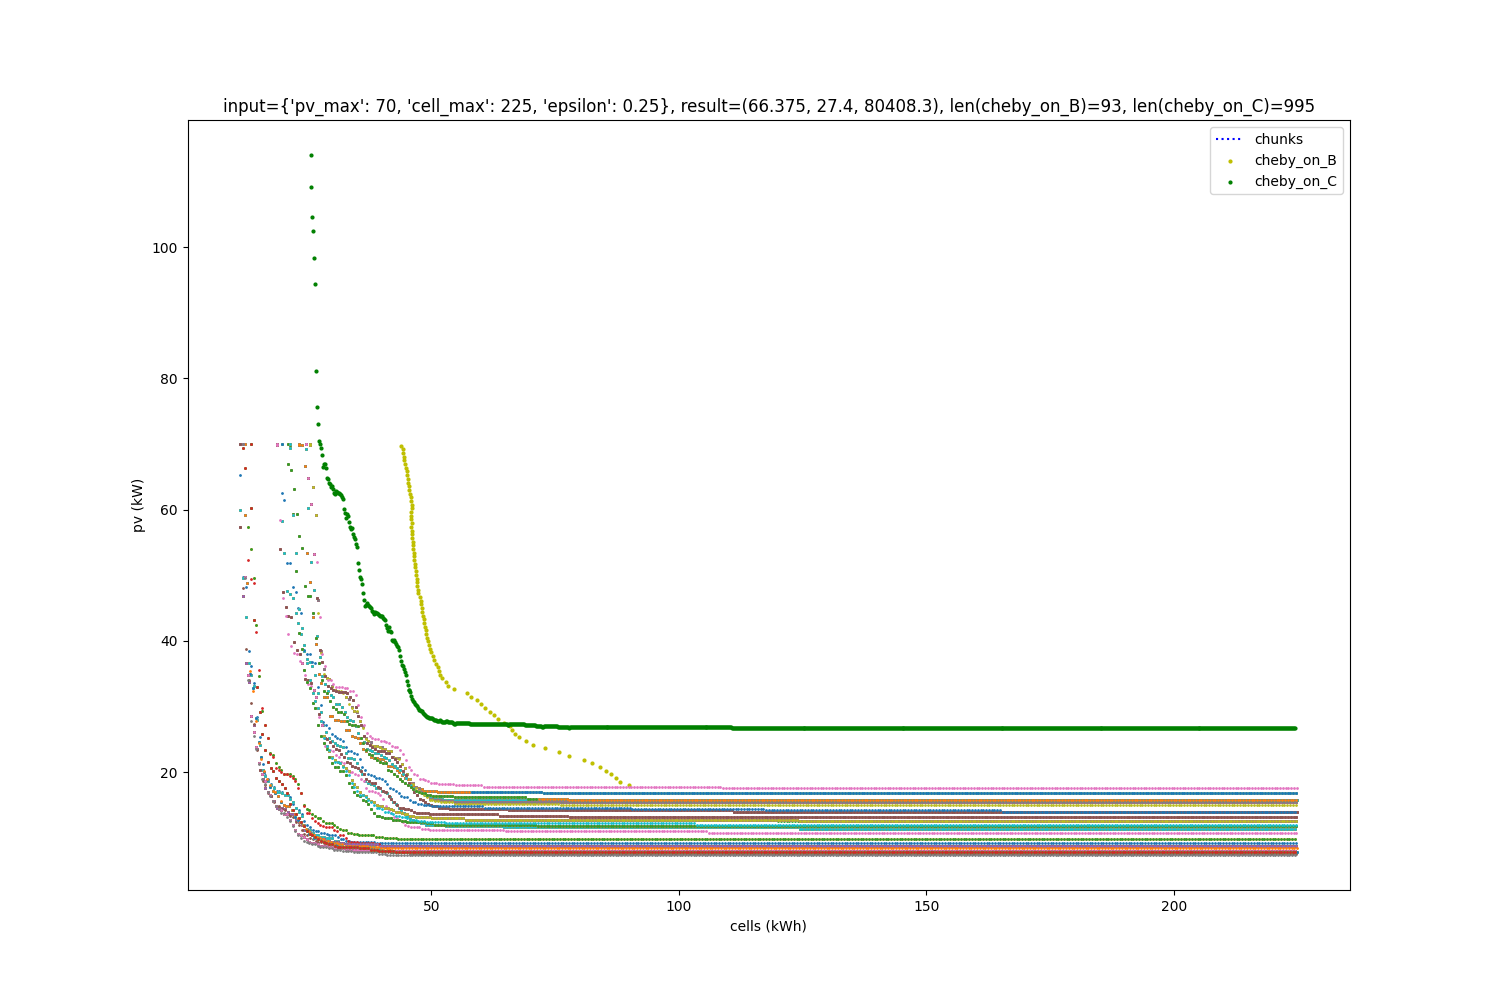 input={'pv_max': 70, 'cell_max': 225, 'epsilon': 0.25}, result=(66.375, 27.4, 80408.3), len(cheby_on_B)=93, len(cheby_on_C)=995
chunks
cheby_on_B
cheby_on_C
100
80
60
40
20
pv (kW)
50 100 150 200
cells (kWh)